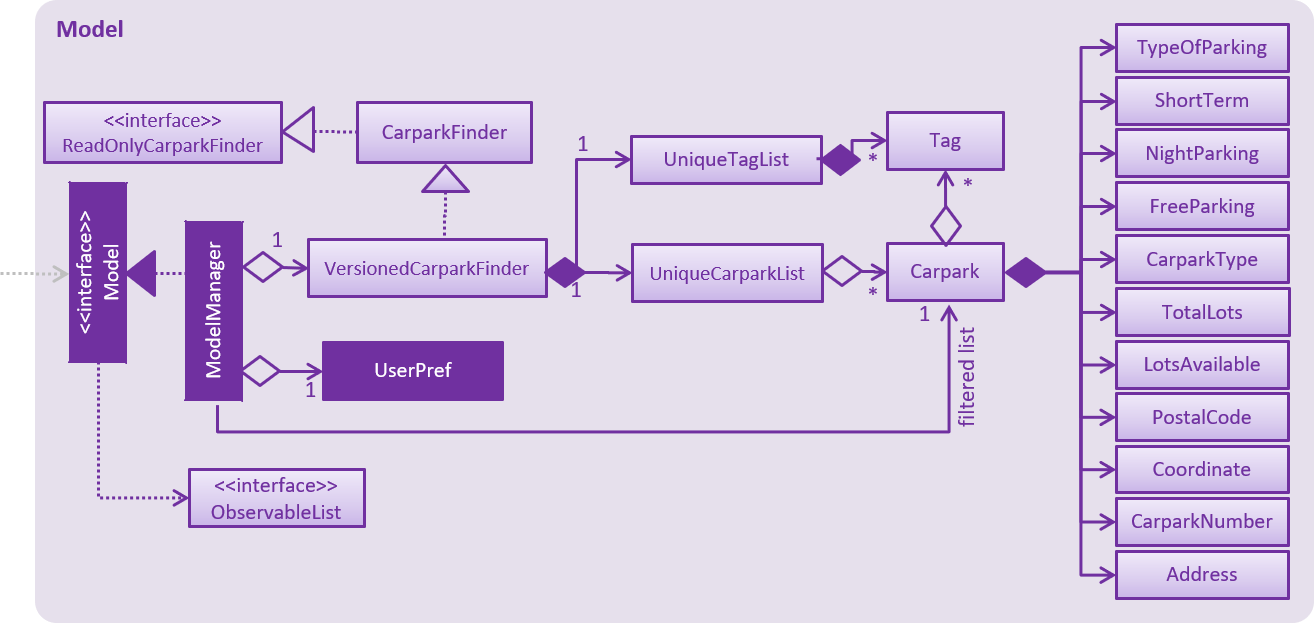 Model
<<interface>>
ReadOnlyCarparkFinder
CarparkFinder
<<interface>>
Model
ModelManager
1
VersionedCarparkFinder
1
1
UniqueTagList
*
Tag
*
UniqueCarparkList
*
Carpark
1
filtered list
1
UserPref
<<interface>>
ObservableList
TypeOfParking
ShortTerm
NightParking
FreeParking
CarparkType
TotalLots
LotsAvailable
PostalCode
Coordinate
CarparkNumber
Address